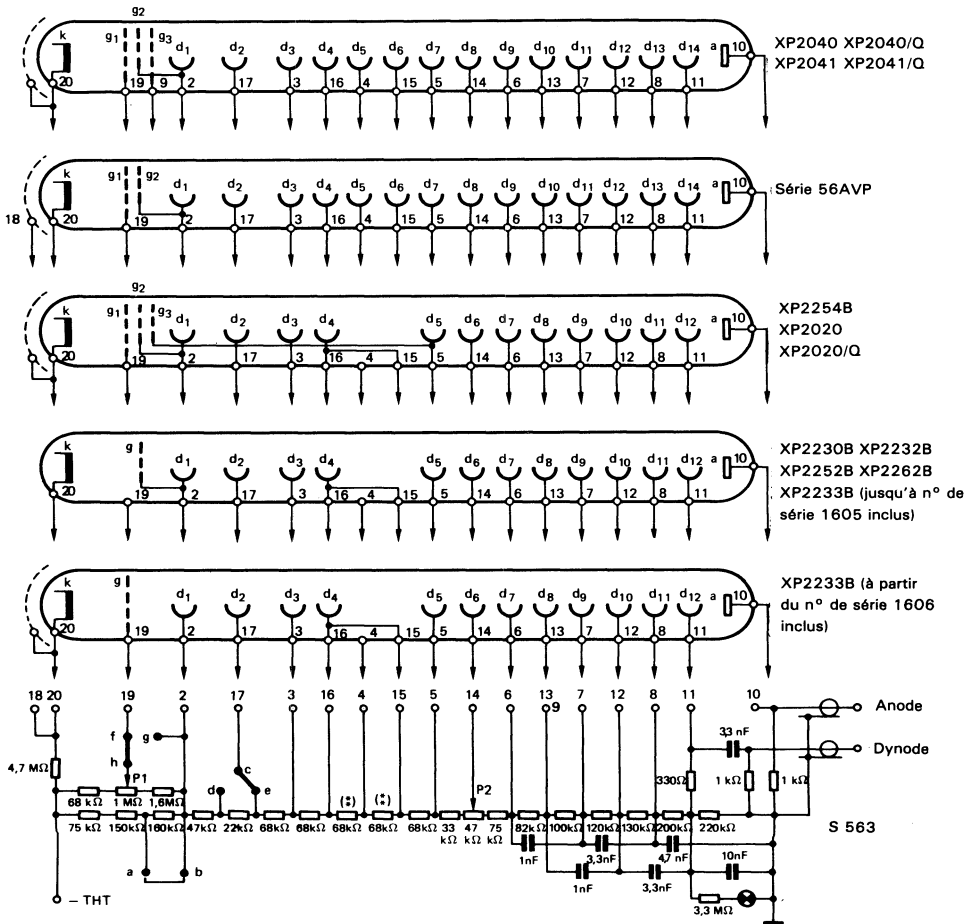 g2
k g1 g3 d1 d2 d3 d4 d5 d6 d7 d8 d9 d10 d11 d12 d13 d14 a 10
20 19 9 2 17 3 16 4 15 5 14 6 13 7 12 8 11
XP2040 XP2040/Q
XP2041 XP2041/Q
k g1 g2 d1 d2 d3 d4 d5 d6 d7 d8 d9 d10 d11 d12 d13 d14 a 10
18 20 19 2 17 3 16 4 15 5 14 6 13 7 12 8 11
Série 56AVP
g2
k g1 g3 d1 d2 d3 d4 d5 d6 d7 d8 d9 d10 d11 d12 a 10
20 19 2 17 3 16 4 15 5 14 6 13 7 12 8 11
XP2254B
XP2020
XP2020/Q
k g d1 d2 d3 d4 d5 d6 d7 d8 d9 d10 d11 d12 a 10
20 19 2 17 3 16 4 15 5 14 6 13 7 12 8 11
XP2230B XP2232B
XP2252B XP2262B
XP2233B (jusqu'à nº de
série 1605 inclus)
k g d1 d2 d3 d4 d5 d6 d7 d8 d9 d10 d11 d12 a 10
20 19 2 17 3 16 4 15 5 14 6 13 7 12 8 11
XP2233B (à partir
du nº de série 1606
inclus)
18 20 19 2 17 3 16 4 15 5 14 6 13 7 12 8 11 10
9
Anode
f g
3,3 nF
Dynode
h c
4,7 MΩ
P1
330Ω 1 kΩ 1 kΩ
d e
(*) (*)
P2
68 kΩ 1 MΩ 1,6MΩ
75 kΩ 150kΩ 160kΩ 47kΩ 22kΩ 68kΩ 68kΩ 68kΩ 68kΩ 68kΩ 33 kΩ 47 kΩ 75 kΩ 82kΩ 100kΩ 120kΩ 130kΩ 200kΩ 220kΩ
S 563
1nF 3,3nF 4,7 nF
a b
1nF 3,3nF 10nF
3,3 MΩ
– THT